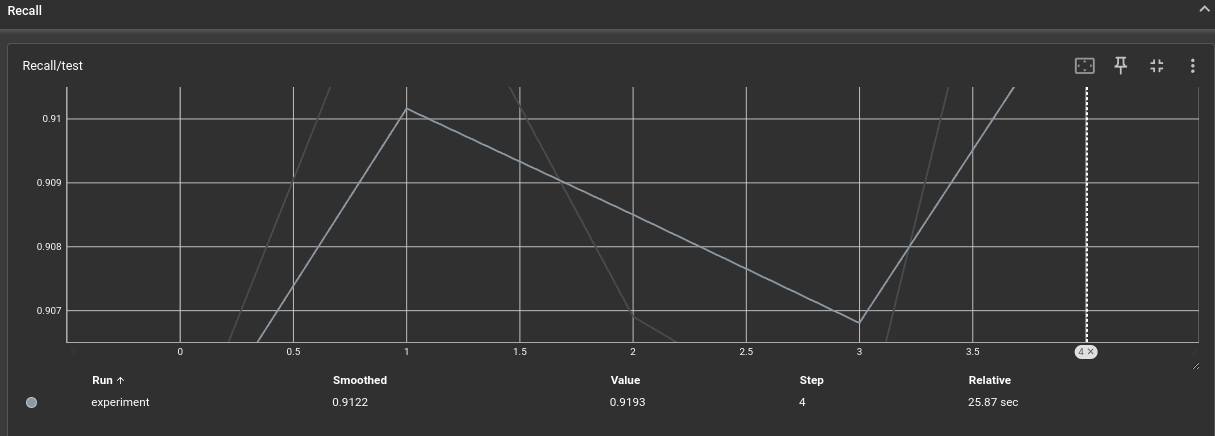 Recall
Recall/test
0.91
0.909
0.908
0.907
0 0.5 1 1.5 2 2.5 3 3.5 4 ×
Run ↑ Smoothed Value Step Relative
experiment 0.9122 0.9193 4 25.87 sec